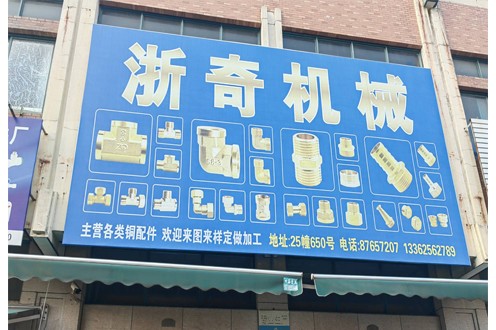 浙奇机械
主营各类铜配件 欢迎来图来样定做加工 地址:25幢650号 电话:87657207 13362562789
厂